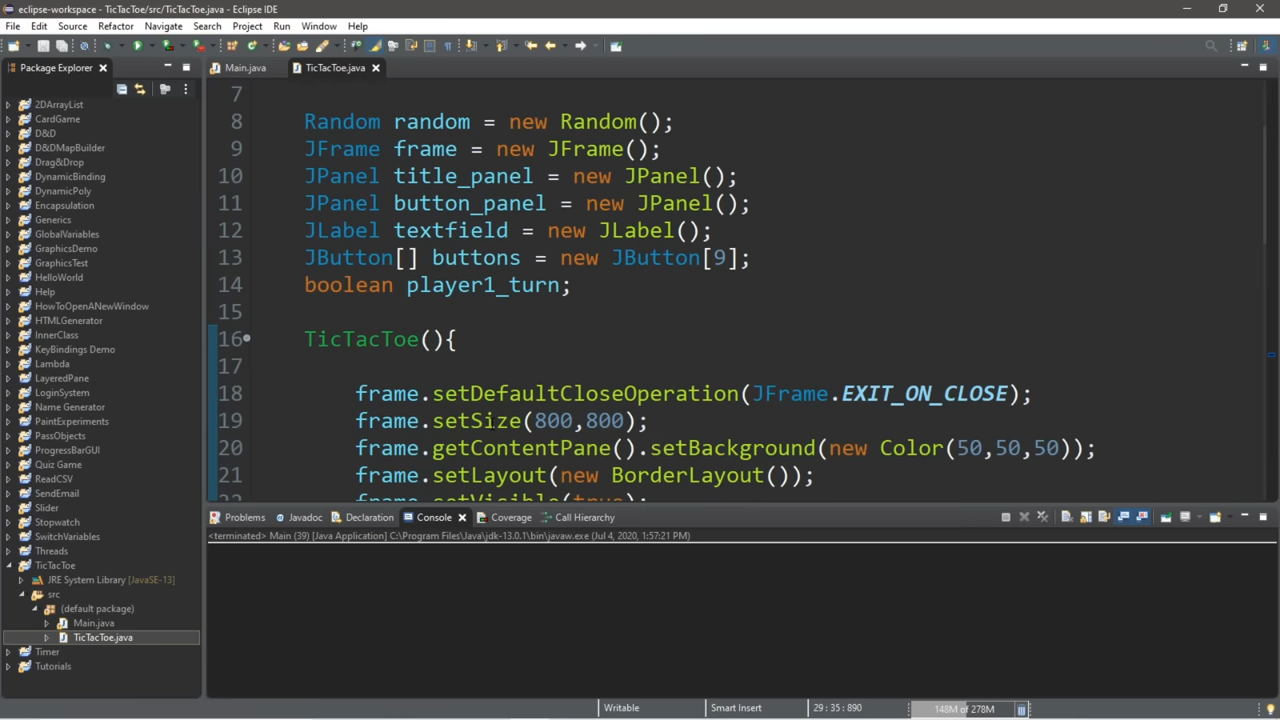 eclipse-workspace - TicTacToe/src/TicTacToe.java - Eclipse IDE
File Edit Source Refactor Navigate Search Project Run Window Help
Package Explorer
Main.java
TicTacToe.java
2DArrayList
CardGame
D&D
D&DMapBuilder
Drag&Drop
DynamicBinding
DynamicPoly
Encapsulation
Generics
GlobalVariables
GraphicsDemo
GraphicsTest
HelloWorld
Help
HowToOpenANewWindow
HTMLGenerator
InnerClass
KeyBindings Demo
Lambda
LayeredPane
LoginSystem
Name Generator
PaintExperiments
PassObjects
ProgressBarGUI
Quiz Game
ReadCSV
SendEmail
Slider
Stopwatch
SwitchVariables
Threads
TicTacToe
JRE System Library [JavaSE-13]
src
(default package)
Main.java
TicTacToe.java
Timer
Tutorials
7
8 Random random = new Random();
9 JFrame frame = new JFrame();
10 JPanel title_panel = new JPanel();
11 JPanel button_panel = new JPanel();
12 JLabel textfield = new JLabel();
13 JButton[] buttons = new JButton[9];
14 boolean player1_turn;
15
16 TicTacToe(){
17
18 frame.setDefaultCloseOperation(JFrame.EXIT_ON_CLOSE);
19 frame.setSize(800,800);
20 frame.getContentPane().setBackground(new Color(50,50,50));
21 frame.setLayout(new BorderLayout());
22 frame.setVisible(true);
Problems Javadoc Declaration Console Coverage Call Hierarchy
<terminated> Main (39) [Java Application] C:\Program Files\Java\jdk-13.0.1\bin\javaw.exe (Jul 4, 2020, 1:57:21 PM)
Writable Smart Insert 29 : 35 : 890 148M of 278M